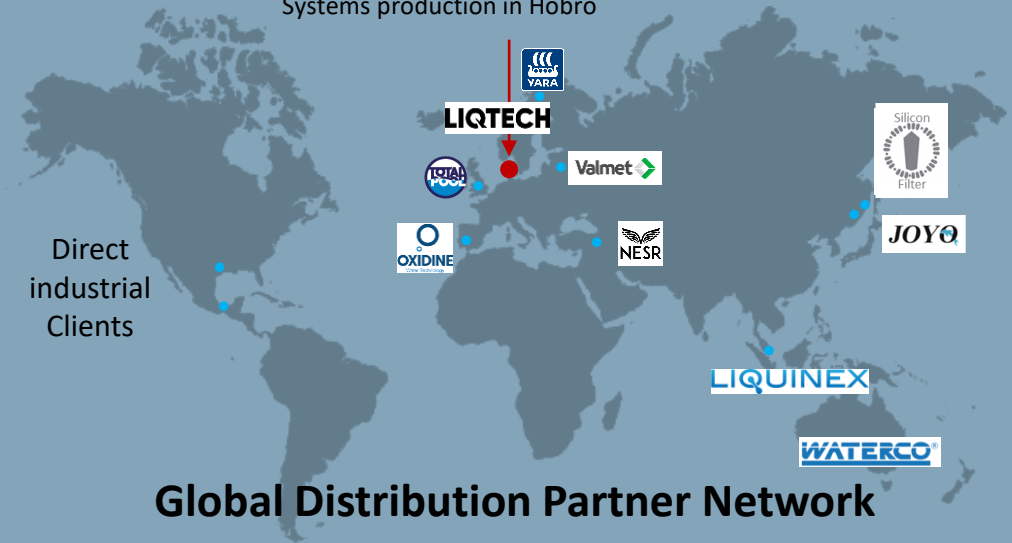 Systems production in Hobro
YARA
LIQTECH
Silicon
Filter
TOTAL
POOL
Valmet
JOYO
OXIDINE
Water Technology
NESR
Direct
industrial
Clients
LIQUINEX
WATERCO®
Global Distribution Partner Network